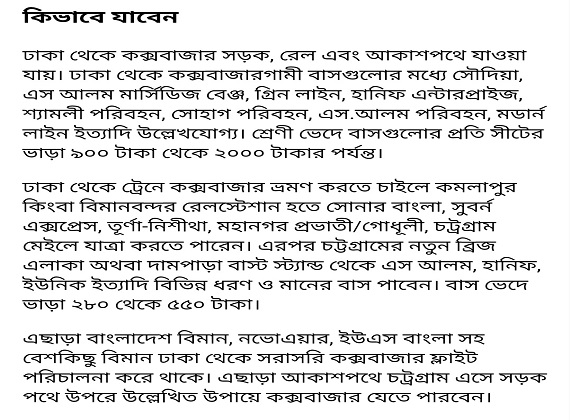 কিভাবে যাবেন
ঢাকা থেকে কক্সবাজার সড়ক, রেল এবং আকাশপথে যাওয়া
যায়। ঢাকা থেকে কক্সবাজারগামী বাসগুলোর মধ্যে সৌদিয়া,
এস আলম মার্সিডিজ বেঞ্জ, গ্রিন লাইন, হানিফ এন্টারপ্রাইজ,
শ্যামলী পরিবহন, সোহাগ পরিবহন, এস.আলম পরিবহন, মডার্ন
লাইন ইত্যাদি উল্লেখযোগ্য। শ্রেণী ভেদে বাসগুলোর প্রতি সীটের
ভাড়া ৯০০ টাকা থেকে ২০০০ টাকার পর্যন্ত।
ঢাকা থেকে ট্রেনে কক্সবাজার ভ্রমণ করতে চাইলে কমলাপুর
কিংবা বিমানবন্দর রেলস্টেশান হতে সোনার বাংলা, সুবর্ন
এক্সপ্রেস, তূর্ণা-নিশীথা, মহানগর প্রভাতী/গোধূলী, চট্রগ্রাম
মেইলে যাত্রা করতে পারেন। এরপর চট্টগ্রামের নতুন ব্রিজ
এলাকা অথবা দামপাড়া বাস্ট স্ট্যান্ড থেকে এস আলম, হানিফ,
ইউনিক ইত্যাদি বিভিন্ন ধরণ ও মানের বাস পাবেন। বাস ভেদে
ভাড়া ২৮০ থেকে ৫৫০ টাকা।
এছাড়া বাংলাদেশ বিমান, নভোএয়ার, ইউএস বাংলা সহ
বেশকিছু বিমান ঢাকা থেকে সরাসরি কক্সবাজার ফ্লাইট
পরিচালনা করে থাকে। এছাড়া আকাশপথে চট্রগ্রাম এসে সড়ক
পথে উপরে উল্লেখিত উপায়ে কক্সবাজার যেতে পারবেন।